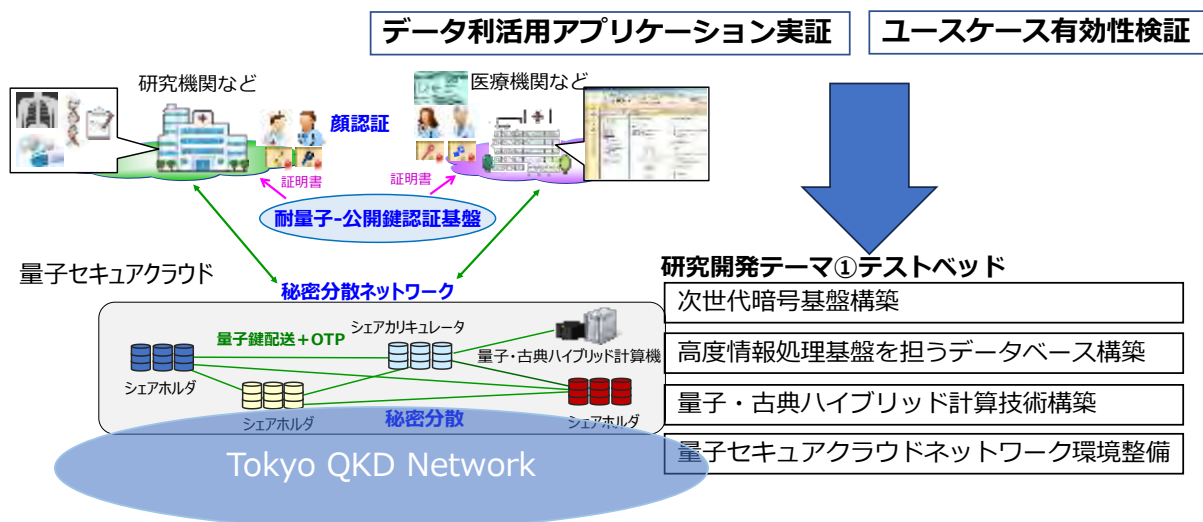 データ利活用アプリケーション実証
ユースケース有効性検証
研究機関など
医療機関など
顔認証
証明書
証明書
耐量子-公開鍵認証基盤
量子セキュアクラウド
秘密分散ネットワーク
量子鍵配送+OTP
シェアカリキュレータ
量子・古典ハイブリッド計算機
シェアホルダ
シェアホルダ
秘密分散
シェアホルダ
Tokyo QKD Network
研究開発テーマ①テストベッド
次世代暗号基盤構築
高度情報処理基盤を担うデータベース構築
量子・古典ハイブリッド計算技術構築
量子セキュアクラウドネットワーク環境整備